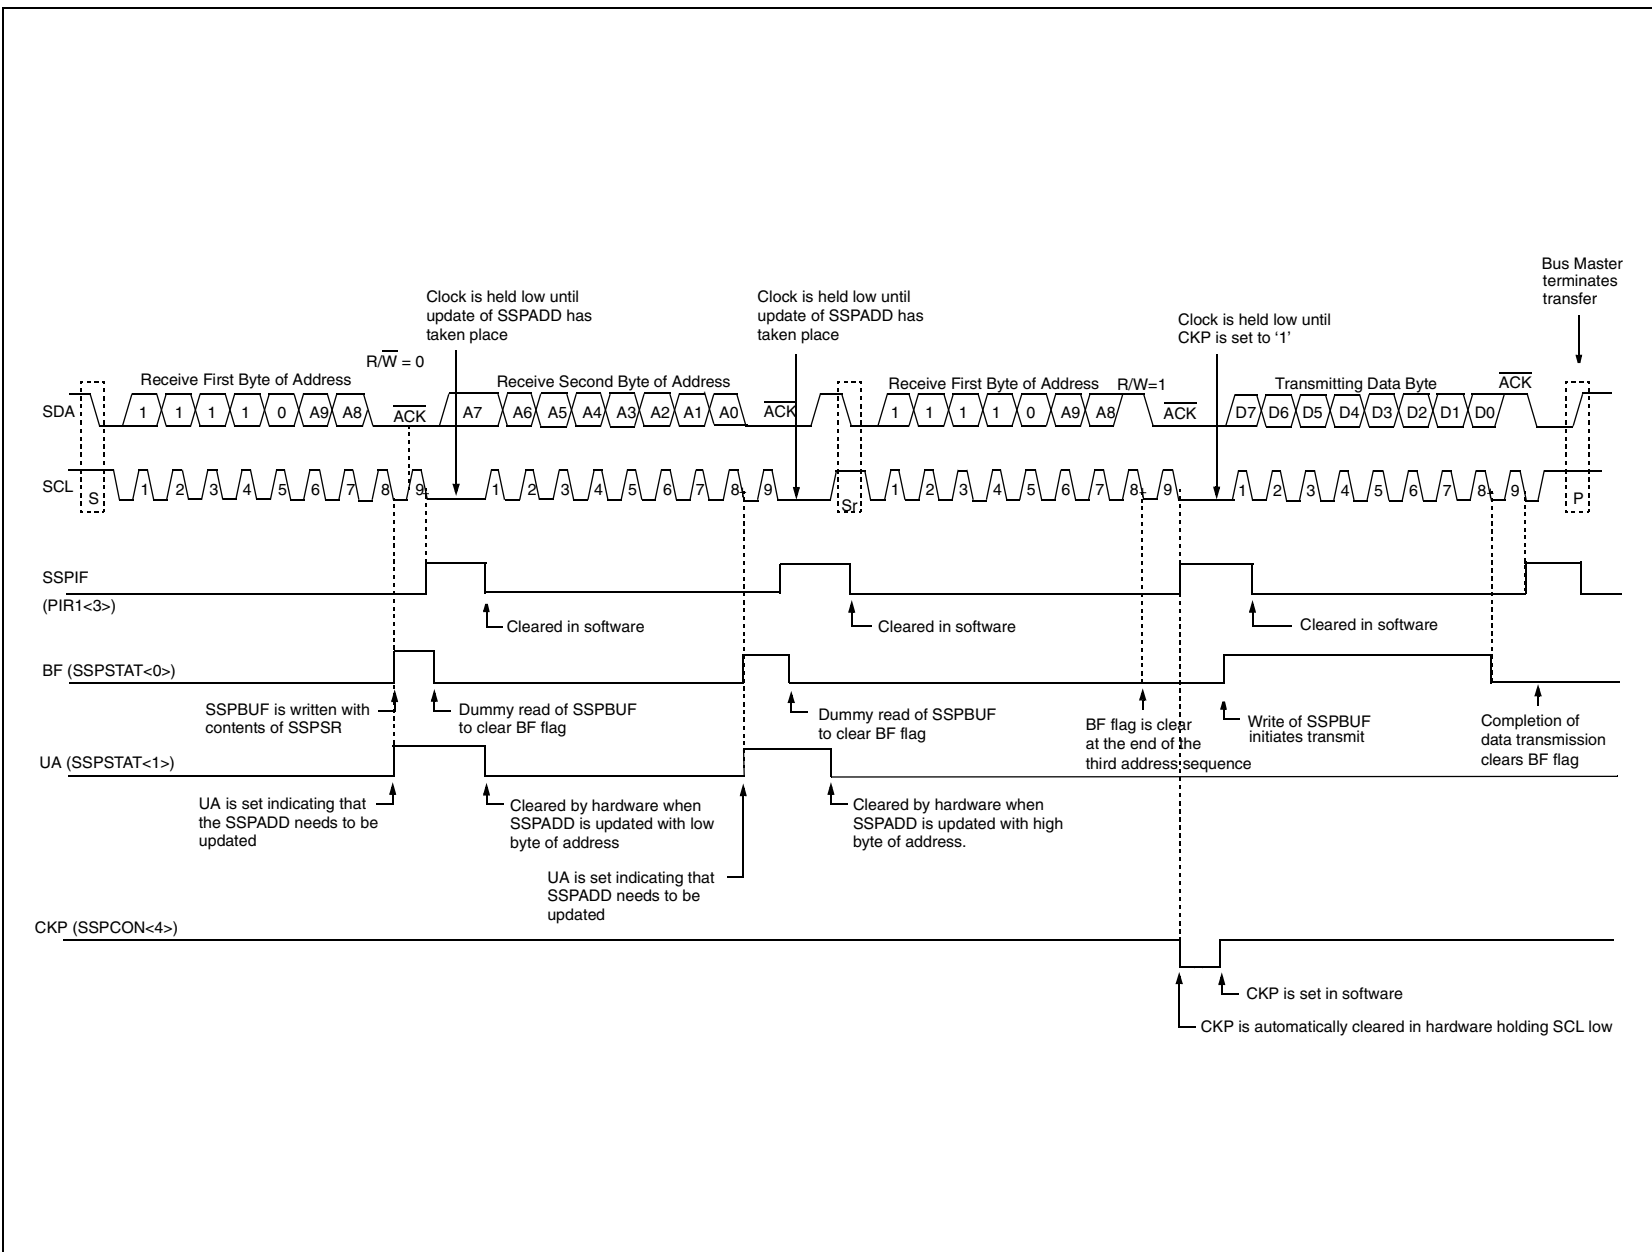 Bus Master
terminates
transfer
Clock is held low until
update of SSPADD has
taken place
Clock is held low until
update of SSPADD has
taken place
Clock is held low until
CKP is set to ‘1’
R/W = 0
Receive First Byte of Address
Receive Second Byte of Address
Receive First Byte of Address
R/W=1
Transmitting Data Byte
ACK
SDA
1 1 1 1 0 A9 A8
ACK
A7 A6 A5 A4 A3 A2 A1 A0
ACK
1 1 1 1 0 A9 A8
ACK
D7 D6 D5 D4 D3 D2 D1 D0
SCL
S
1 2 3 4 5 6 7 8 9
1 2 3 4 5 6 7 8 9
Sr
1 2 3 4 5 6 7 8 9
1 2 3 4 5 6 7 8 9
P
SSPIF
(PIR1<3>)
Cleared in software
Cleared in software
Cleared in software
BF (SSPSTAT<0>)
SSPBUF is written with
contents of SSPSR
Dummy read of SSPBUF
to clear BF flag
Dummy read of SSPBUF
to clear BF flag
BF flag is clear
at the end of the
third address sequence
Write of SSPBUF
initiates transmit
Completion of
data transmission
clears BF flag
UA (SSPSTAT<1>)
UA is set indicating that
the SSPADD needs to be
updated
Cleared by hardware when
SSPADD is updated with low
byte of address
UA is set indicating that
SSPADD needs to be
updated
Cleared by hardware when
SSPADD is updated with high
byte of address.
CKP (SSPCON<4>)
CKP is set in software
CKP is automatically cleared in hardware holding SCL low